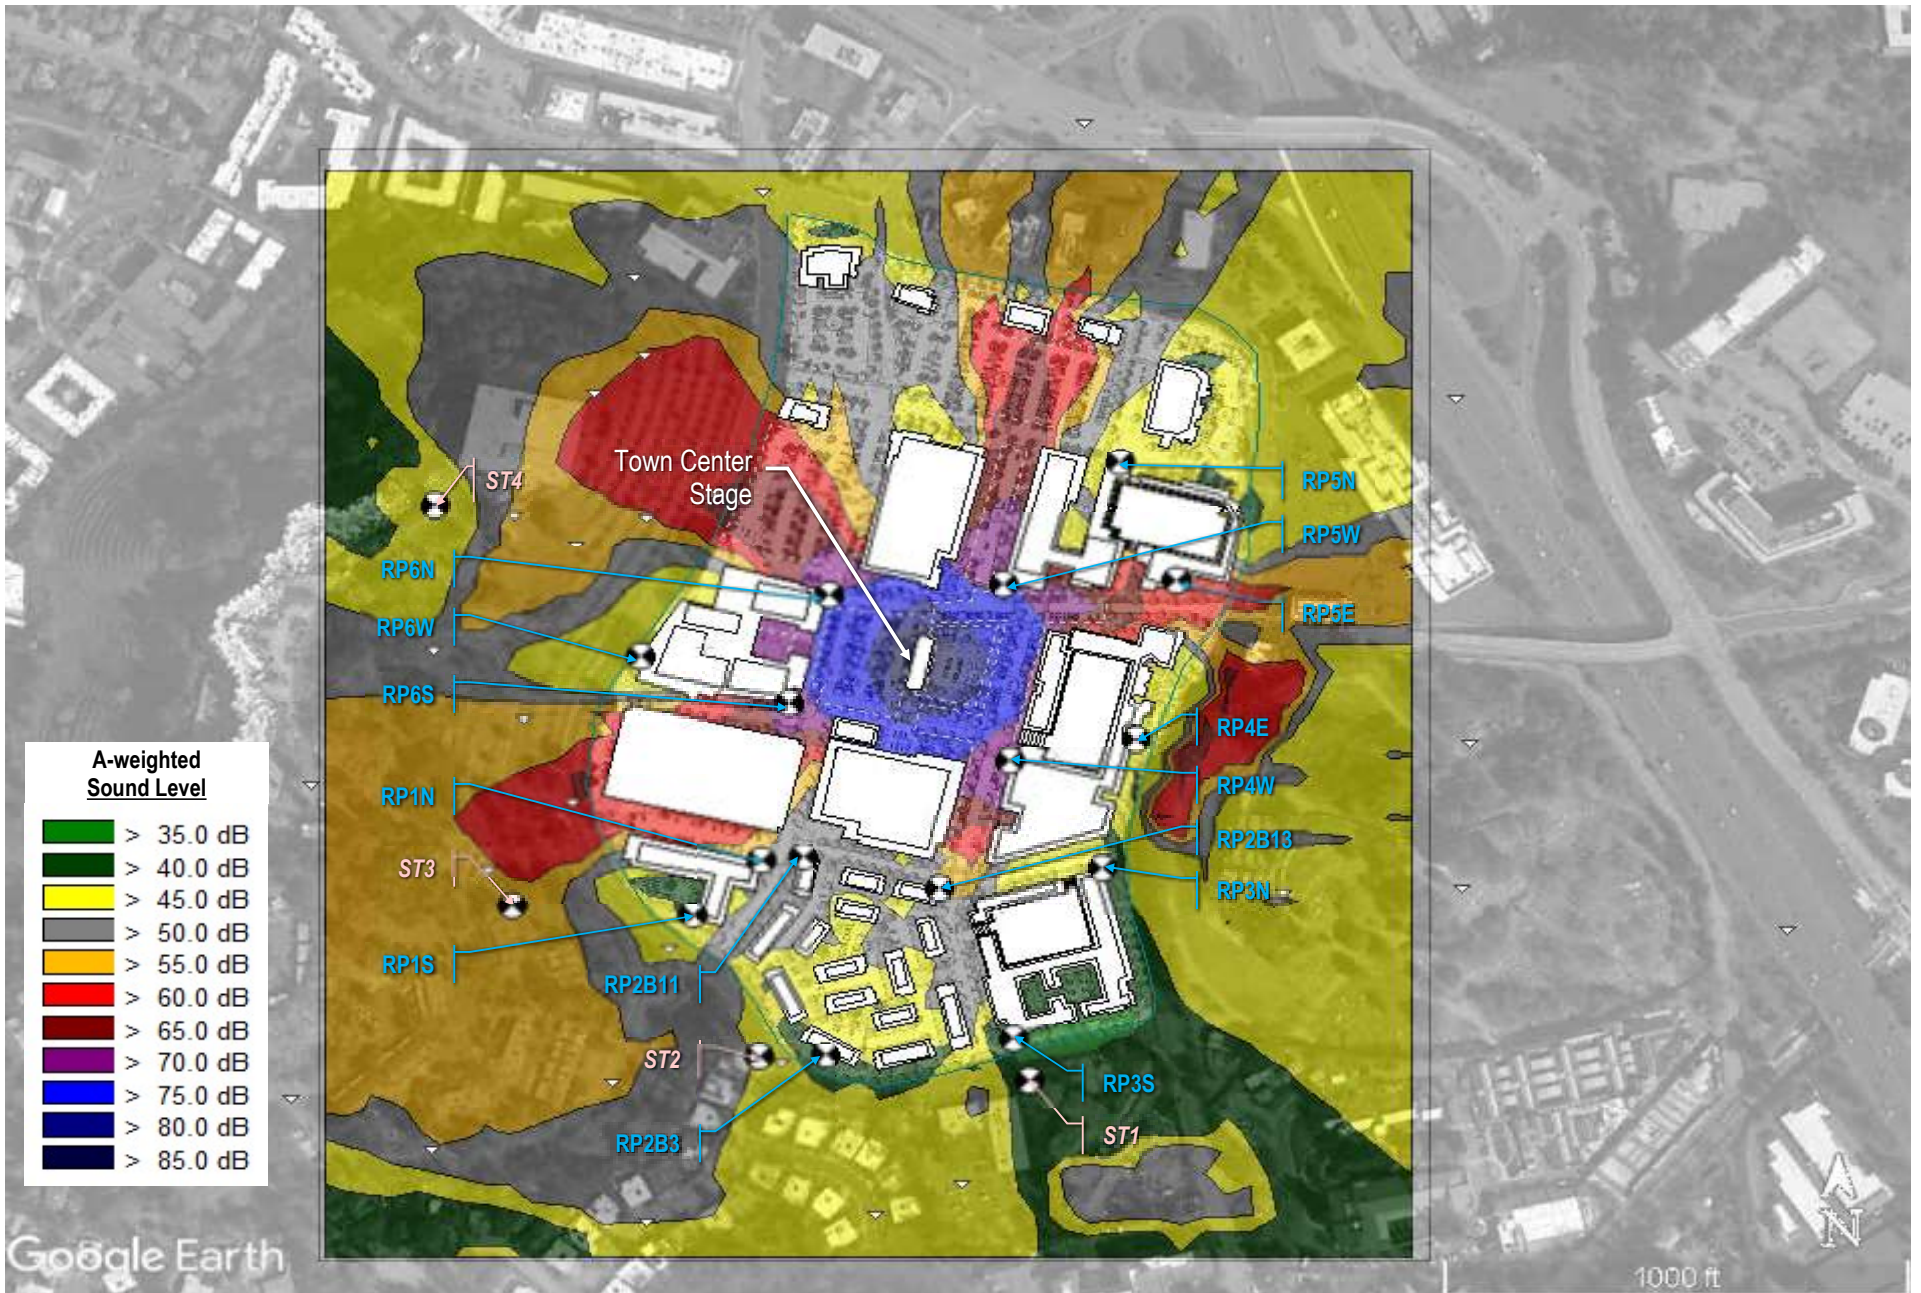 Town Center
Stage
ST4
RP5N
RP5W
RP6N
RP5E
RP6W
RP6S
RP4E
A-weighted
Sound Level
RP4W
RP1N
> 35.0 dB
RP2B13
> 40.0 dB
ST3
RP3N
> 45.0 dB
> 50.0 dB
RP1S
> 55.0 dB
RP2B11
> 60.0 dB
> 65.0 dB
ST2
> 70.0 dB
RP3S
> 75.0 dB
> 80.0 dB
RP2B3
ST1
> 85.0 dB
N
Google Earth
1000 ft